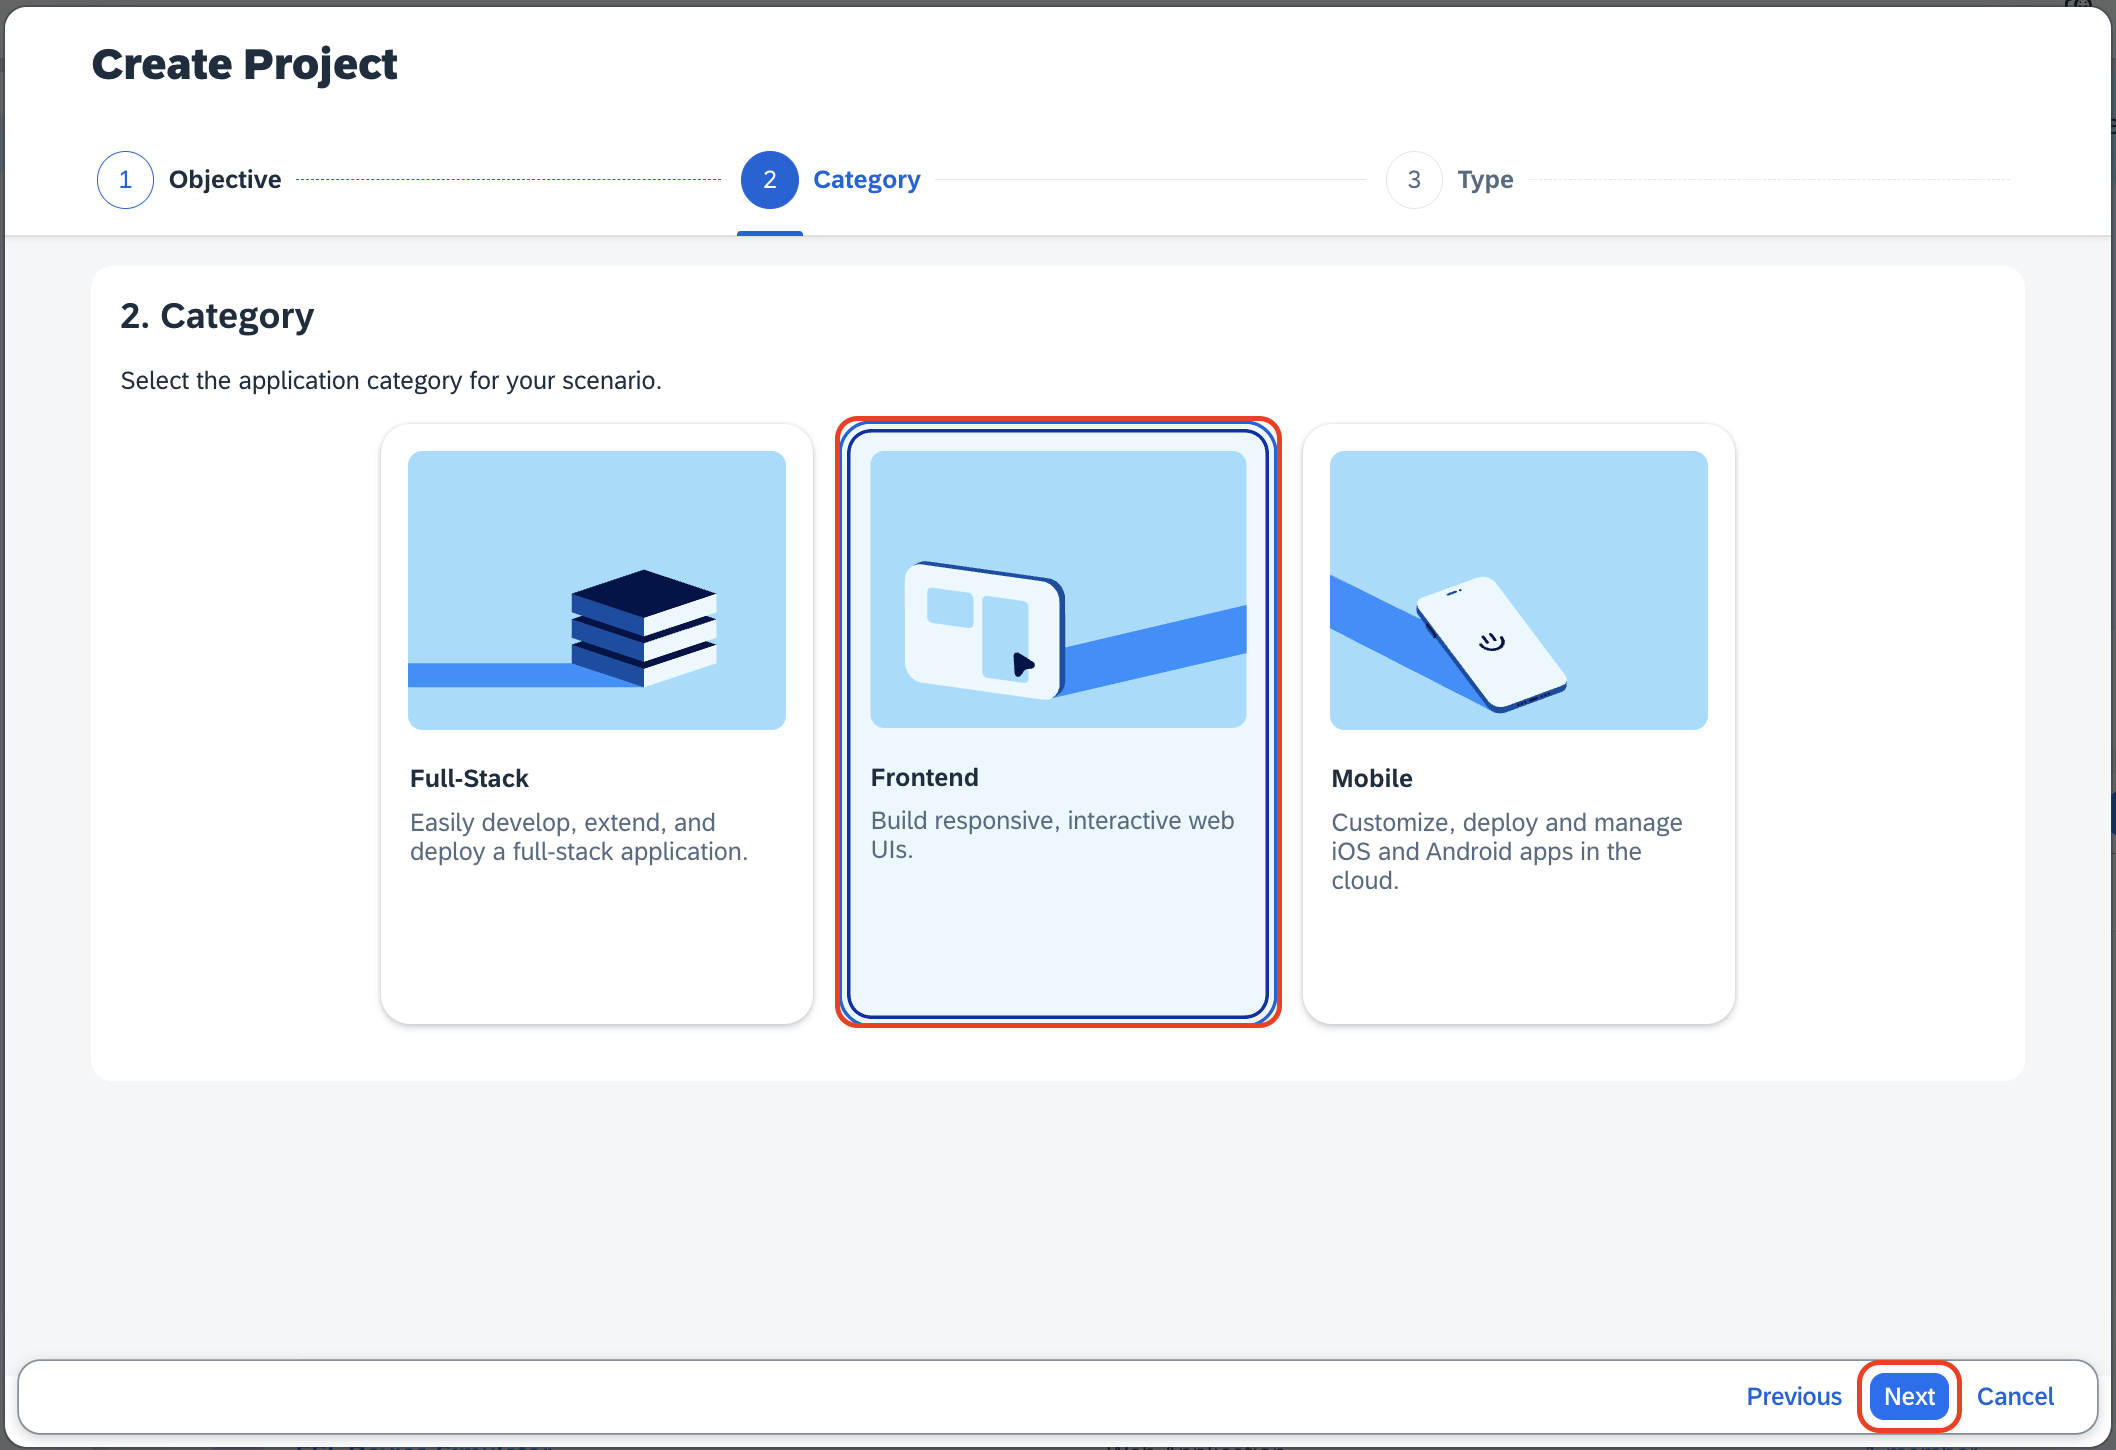 Create Project
1 Objective
2 Category
3 Type
2. Category
Select the application category for your scenario.
Full-Stack
Easily develop, extend, and
deploy a full-stack application.
Frontend
Build responsive, interactive web
UIs.
Mobile
Customize, deploy and manage
iOS and Android apps in the
cloud.
Previous
Next
Cancel